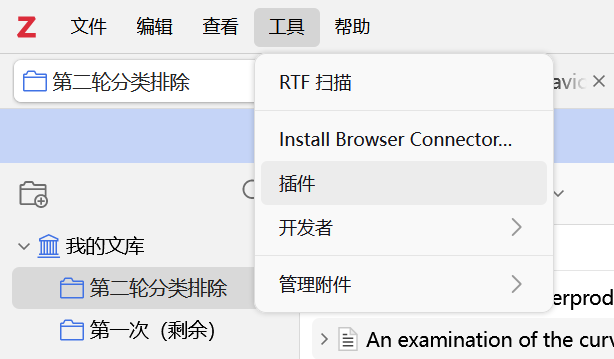 Z 文件 编辑 查看 工具 帮助
第二轮分类排除
RTF 扫描
Install Browser Connector...
插件
开发者
管理附件
我的文库
第二轮分类排除
第一次（剩余）
An examination of the curv